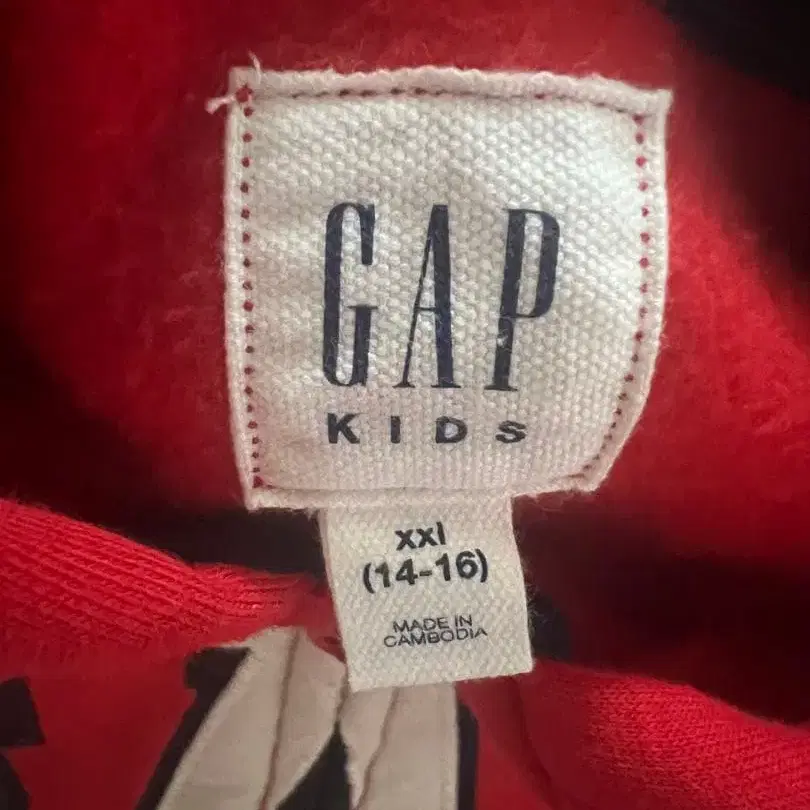 GAP
KIDS
xxl
(14-16)
MADE IN
CAMBODIA